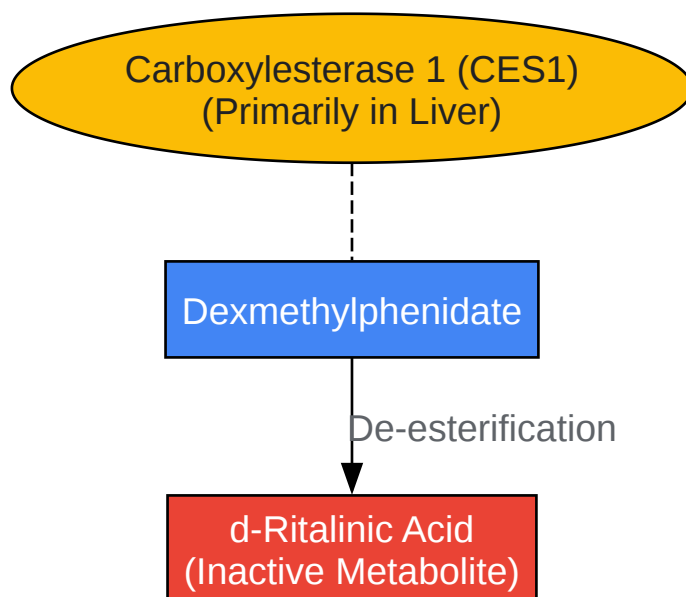 Carboxylesterase 1 (CES1)
(Primarily in Liver)
Dexmethylphenidate
De-esterification
d-Ritalinic Acid
(Inactive Metabolite)